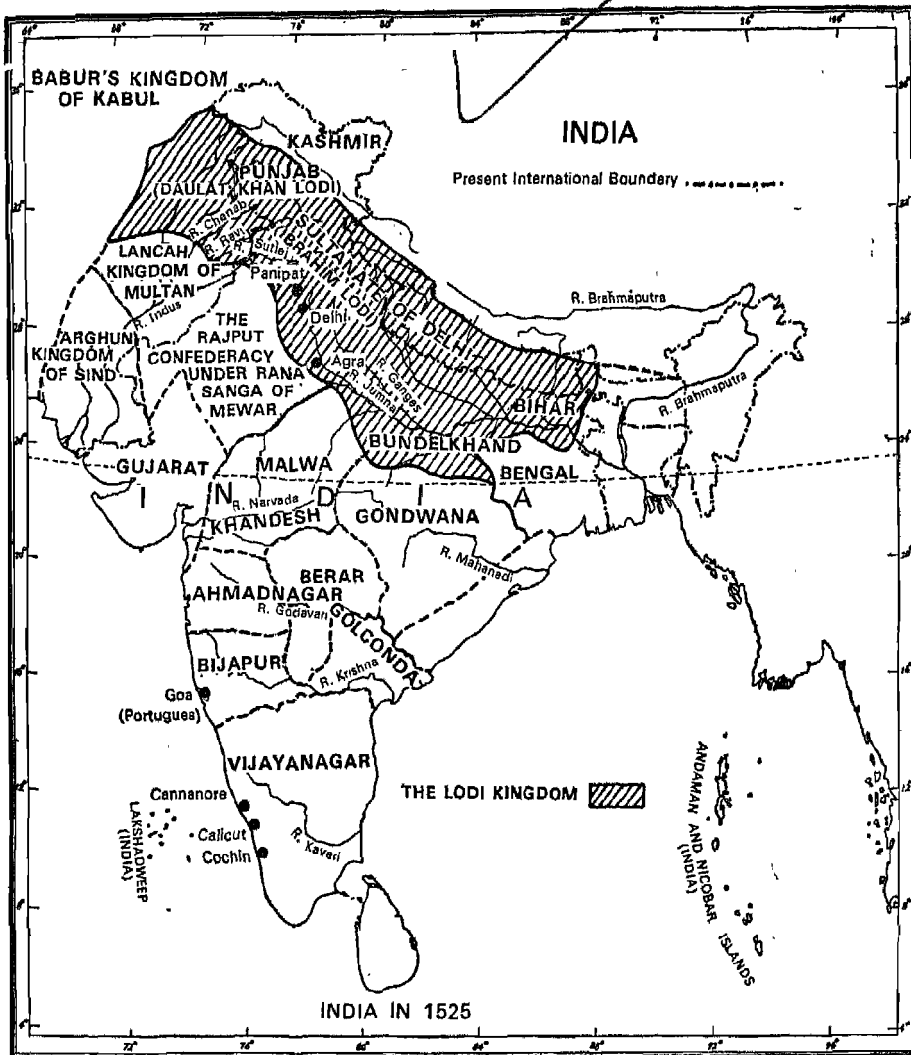 BABUR'S KINGDOM
OF KABUL
INDIA
Present International Boundary
KASHMIR
PUNJAB
(DAULAT KHAN LODI)
R. Chenab
R. Ravi
R. Sutlej
SULTANATE OF DELHI
IBRAHIM LODI
LANCAH
KINGDOM OF
MULTAN
Panipat
Delhi
R. Indus
R. Brahmaputra
ARGHUN
KINGDOM
OF SIND
THE
RAJPUT
CONFEDERACY
UNDER RANA
SANGA OF
MEWAR
Agra
R. Ganges
R. Jumna
BIHAR
R. Brahmaputra
BUNDELKHAND
GUJARAT
MALWA
BENGAL
I N D I A
R. Narvada
KHANDESH
GONDWANA
R. Mahanadi
BERAR
AHMADNAGAR
R. Godavari
GOLCONDA
BIJAPUR
R. Krishna
Goa
(Portugues)
VIJAYANAGAR
THE LODI KINGDOM
Cannanore
Calicut
Cochin
R. Kaveri
LAKSHADWEEP
(INDIA)
ANDAMAN AND NICOBAR ISLANDS
(INDIA)
INDIA IN 1525